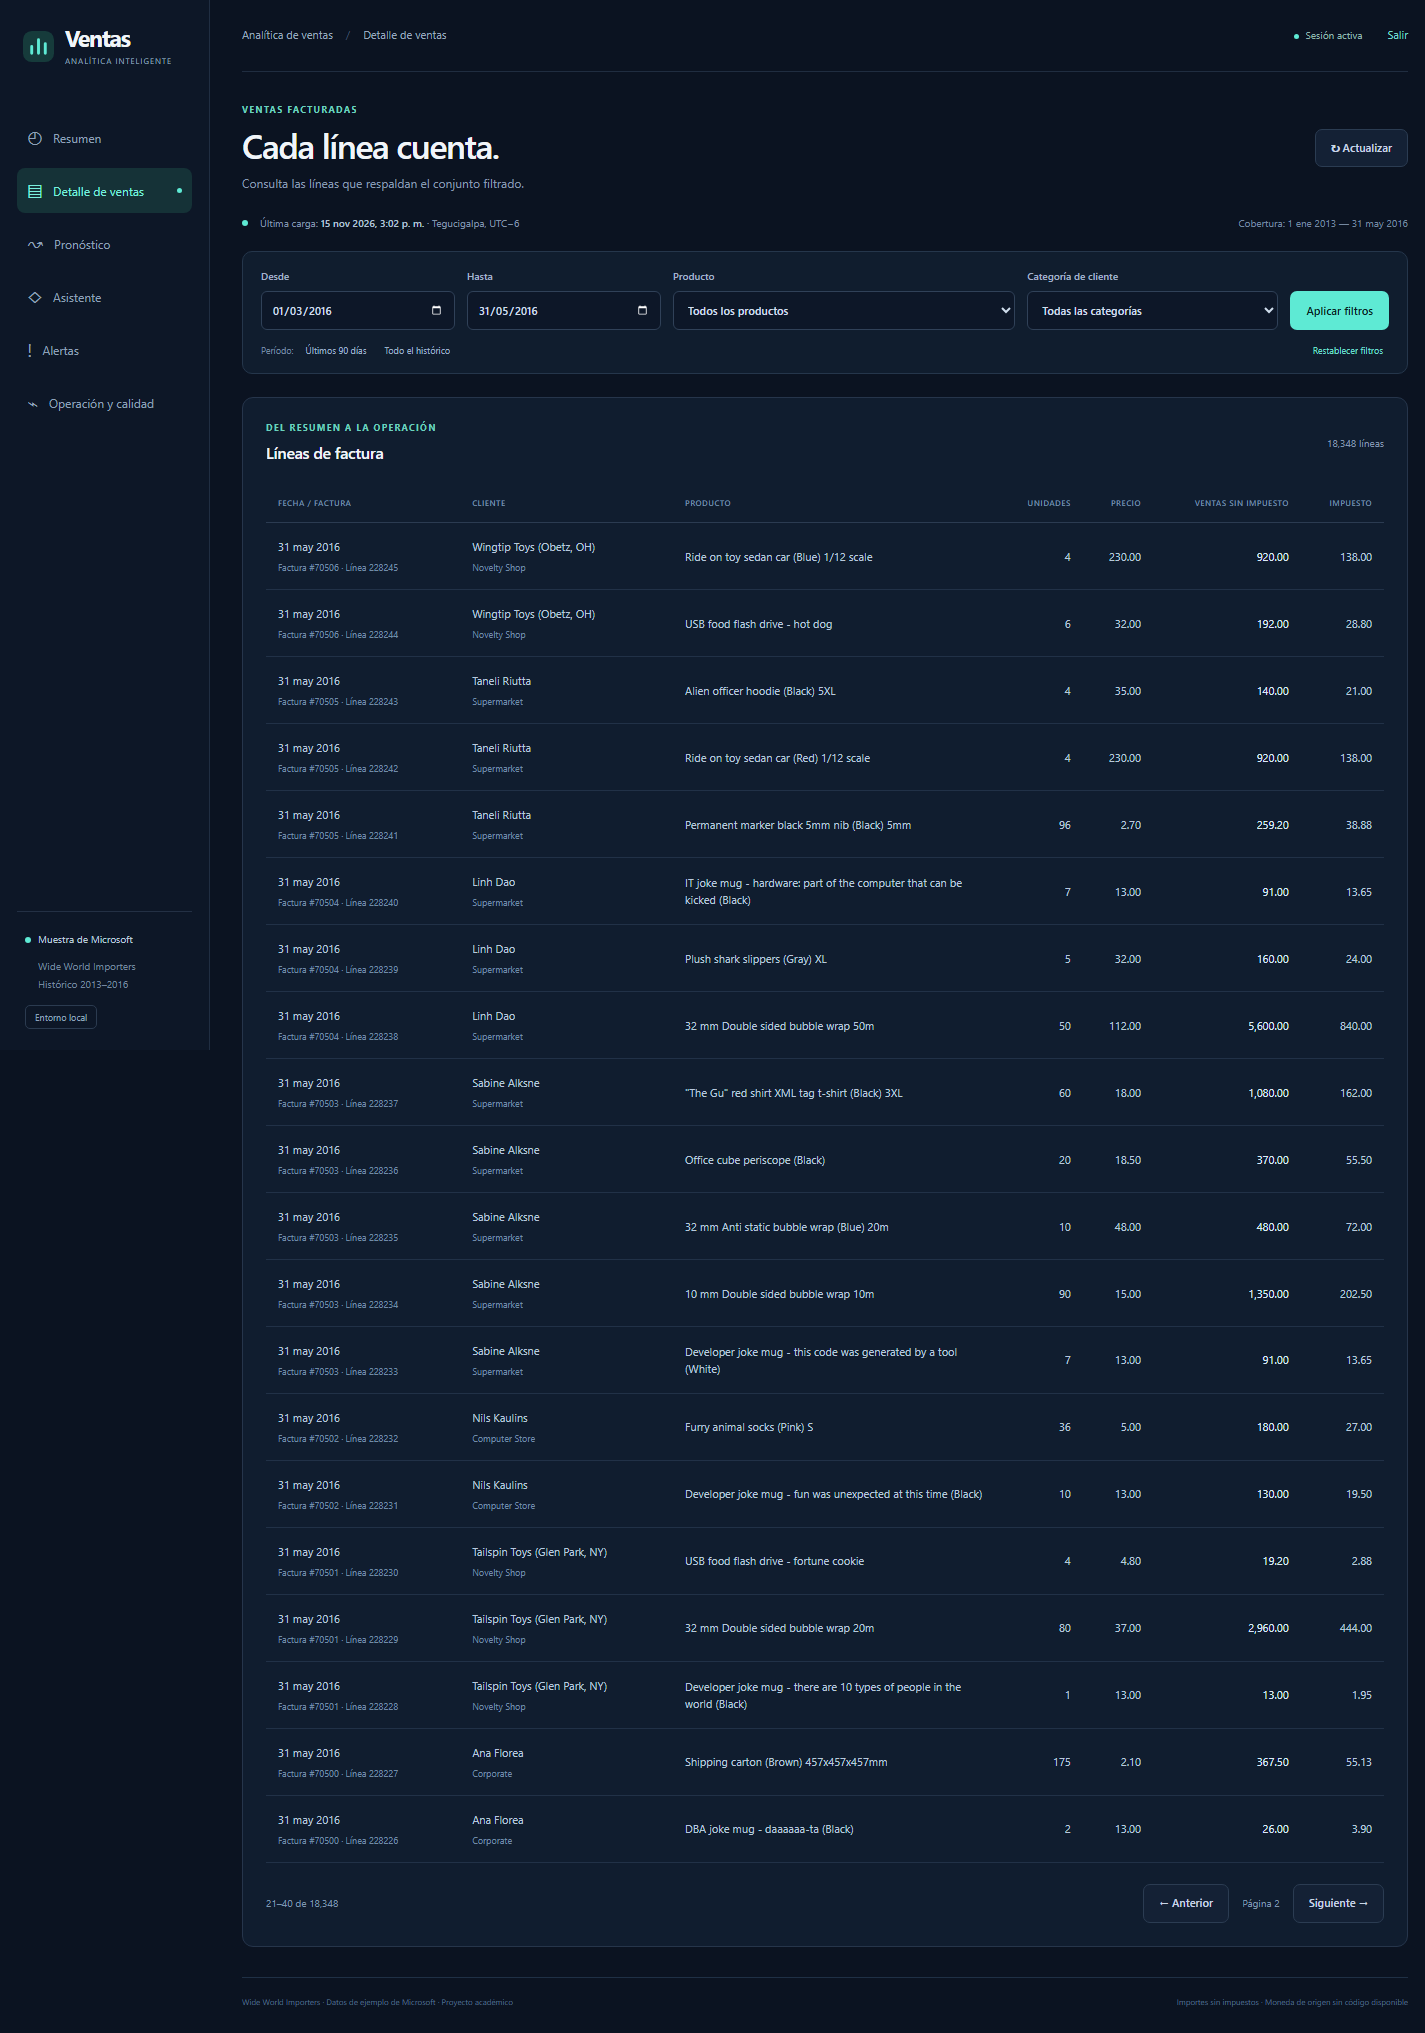 Ventas
ANALÍTICA INTELIGENTE
Resumen
Detalle de ventas
Pronóstico
Asistente
! Alertas
Operación y calidad
Muestra de Microsoft
Wide World Importers
Histórico 2013–2016
Entorno local
Analítica de ventas / Detalle de ventas
Sesión activa Salir
VENTAS FACTURADAS
Cada línea cuenta.
Consulta las líneas que respaldan el conjunto filtrado.
↻ Actualizar
Última carga: 15 nov 2026, 3:02 p. m. · Tegucigalpa, UTC−6
Cobertura: 1 ene 2013 — 31 may 2016
Desde Hasta Producto Categoría de cliente
01/03/2016 31/05/2016 Todos los productos Todas las categorías Aplicar filtros
Período: Últimos 90 días Todo el histórico Restablecer filtros
DEL RESUMEN A LA OPERACIÓN
Líneas de factura
18,348 líneas
FECHA / FACTURA CLIENTE PRODUCTO UNIDADES PRECIO VENTAS SIN IMPUESTO IMPUESTO
31 may 2016 Wingtip Toys (Obetz, OH)
Ride on toy sedan car (Blue) 1/12 scale 4 230.00 920.00 138.00
Factura #70506 · Línea 228245 Novelty Shop
31 may 2016 Wingtip Toys (Obetz, OH)
USB food flash drive - hot dog 6 32.00 192.00 28.80
Factura #70506 · Línea 228244 Novelty Shop
31 may 2016 Taneli Riutta
Alien officer hoodie (Black) 5XL 4 35.00 140.00 21.00
Factura #70505 · Línea 228243 Supermarket
31 may 2016 Taneli Riutta
Ride on toy sedan car (Red) 1/12 scale 4 230.00 920.00 138.00
Factura #70505 · Línea 228242 Supermarket
31 may 2016 Taneli Riutta
Permanent marker black 5mm nib (Black) 5mm 96 2.70 259.20 38.88
Factura #70505 · Línea 228241 Supermarket
31 may 2016 Linh Dao IT joke mug - hardware: part of the computer that can be
7 13.00 91.00 13.65
Factura #70504 · Línea 228240 Supermarket kicked (Black)
31 may 2016 Linh Dao
Plush shark slippers (Gray) XL 5 32.00 160.00 24.00
Factura #70504 · Línea 228239 Supermarket
31 may 2016 Linh Dao
32 mm Double sided bubble wrap 50m 50 112.00 5,600.00 840.00
Factura #70504 · Línea 228238 Supermarket
31 may 2016 Sabine Alksne
"The Gu" red shirt XML tag t-shirt (Black) 3XL 60 18.00 1,080.00 162.00
Factura #70503 · Línea 228237 Supermarket
31 may 2016 Sabine Alksne
Office cube periscope (Black) 20 18.50 370.00 55.50
Factura #70503 · Línea 228236 Supermarket
31 may 2016 Sabine Alksne
32 mm Anti static bubble wrap (Blue) 20m 10 48.00 480.00 72.00
Factura #70503 · Línea 228235 Supermarket
31 may 2016 Sabine Alksne
10 mm Double sided bubble wrap 10m 90 15.00 1,350.00 202.50
Factura #70503 · Línea 228234 Supermarket
31 may 2016 Sabine Alksne Developer joke mug - this code was generated by a tool
7 13.00 91.00 13.65
Factura #70503 · Línea 228233 Supermarket (White)
31 may 2016 Nils Kaulins
Furry animal socks (Pink) S 36 5.00 180.00 27.00
Factura #70502 · Línea 228232 Computer Store
31 may 2016 Nils Kaulins
Developer joke mug - fun was unexpected at this time (Black) 10 13.00 130.00 19.50
Factura #70502 · Línea 228231 Computer Store
31 may 2016 Tailspin Toys (Glen Park, NY)
USB food flash drive - fortune cookie 4 4.80 19.20 2.88
Factura #70501 · Línea 228230 Novelty Shop
31 may 2016 Tailspin Toys (Glen Park, NY)
32 mm Double sided bubble wrap 20m 80 37.00 2,960.00 444.00
Factura #70501 · Línea 228229 Novelty Shop
31 may 2016 Tailspin Toys (Glen Park, NY) Developer joke mug - there are 10 types of people in the
1 13.00 13.00 1.95
Factura #70501 · Línea 228228 Novelty Shop world (Black)
31 may 2016 Ana Florea
Shipping carton (Brown) 457x457x457mm 175 2.10 367.50 55.13
Factura #70500 · Línea 228227 Corporate
31 may 2016 Ana Florea
DBA joke mug - daaaaaa-ta (Black) 2 13.00 26.00 3.90
Factura #70500 · Línea 228226 Corporate
21–40 de 18,348 ← Anterior Página 2 Siguiente →
Wide World Importers · Datos de ejemplo de Microsoft · Proyecto académico
Importes sin impuestos · Moneda de origen sin código disponible